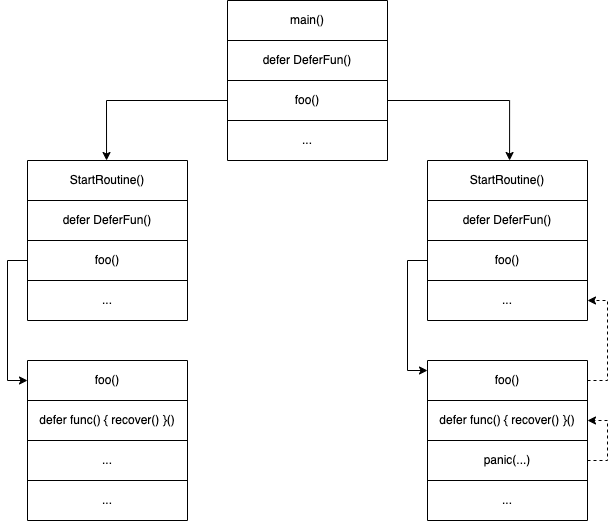 main()
defer DeferFun()
foo()
...
StartRoutine()
defer DeferFun()
foo()
...
StartRoutine()
defer DeferFun()
foo()
...
foo()
defer func() { recover() }()
...
...
foo()
defer func() { recover() }()
panic(...)
...